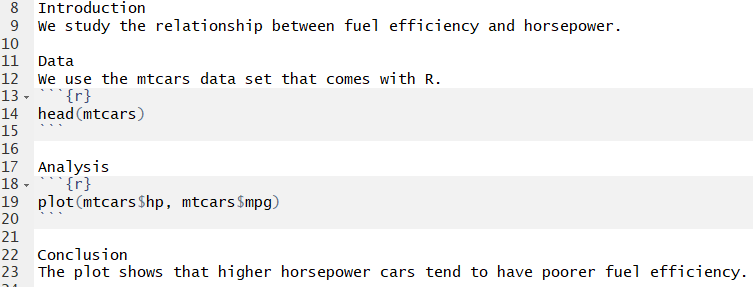 8 Introduction
9 We study the relationship between fuel efficiency and horsepower.
10
11 Data
12 We use the mtcars data set that comes with R.
13 ```{r}
14 head(mtcars)
15 ```
16
17 Analysis
18 ```{r}
19 plot(mtcars$hp, mtcars$mpg)
20 ```
21
22 Conclusion
23 The plot shows that higher horsepower cars tend to have poorer fuel efficiency.